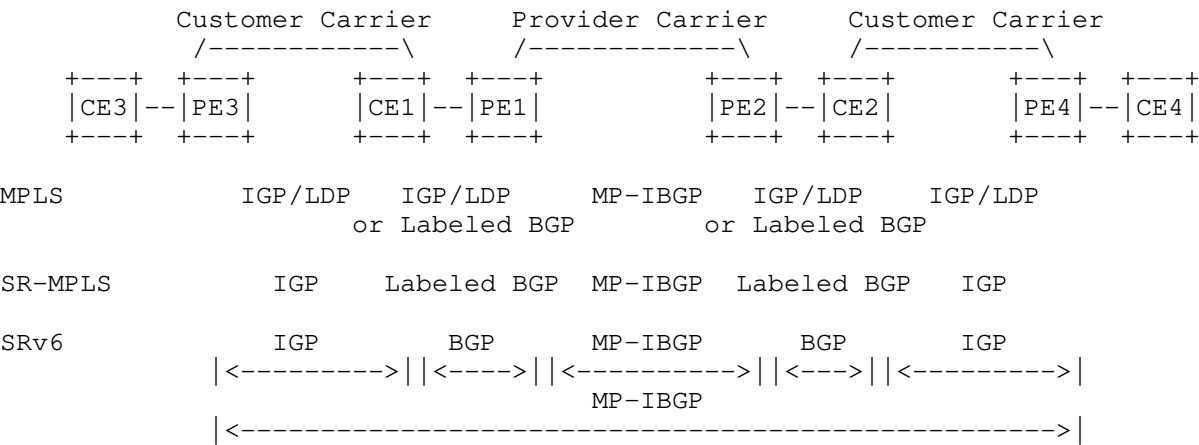 Customer Carrier     Provider Carrier     Customer Carrier
/------------\      /-------------\      /-----------\
+---+  +---+       +---+  +---+            +---+  +---+        +---+  +---+
|CE3|--|PE3|       |CE1|--|PE1|            |PE2|--|CE2|        |PE4|--|CE4|
+---+  +---+       +---+  +---+            +---+  +---+        +---+  +---+
MPLS            IGP/LDP    IGP/LDP      MP-IBGP   IGP/LDP     IGP/LDP
or Labeled BGP         or Labeled BGP
SR-MPLS           IGP    Labeled BGP  MP-IBGP  Labeled BGP   IGP
SRv6              IGP        BGP      MP-IBGP      BGP       IGP
|<--------->||<---->||<---------->||<--->||<--------->|
MP-IBGP
|<--------------------------------------------------->|